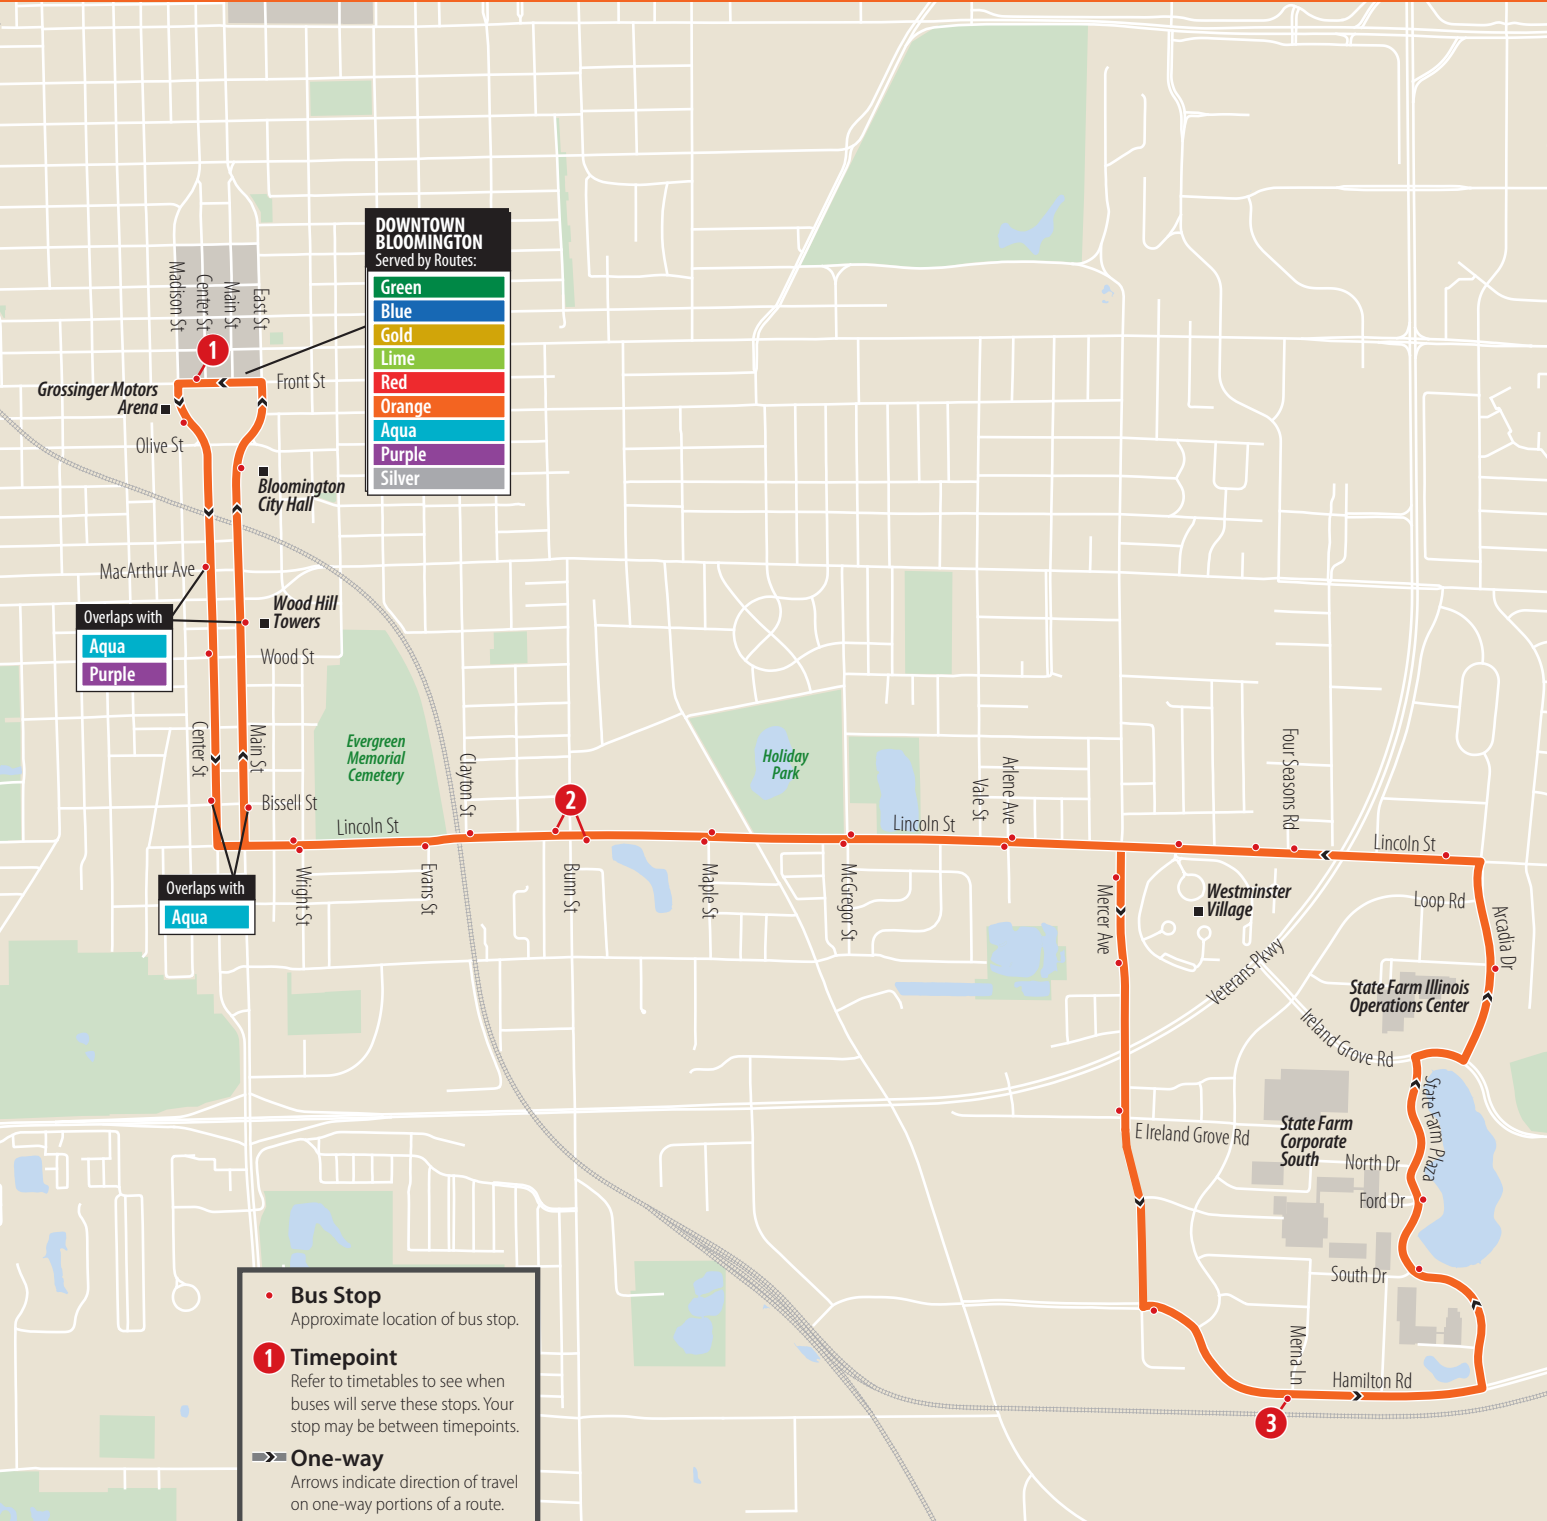 DOWNTOWN
BLOOMINGTON
Served by Routes:
Green
Blue
Gold
Lime
Red
Orange
Aqua
Purple
Silver
Madison St
Center St
Main St
East St
1
Front St
Grossinger Motors
Arena
Olive St
Bloomington
City Hall
MacArthur Ave
Overlaps with
Aqua
Purple
Wood Hill
Towers
Wood St
Center St
Main St
Bissell St
Evergreen
Memorial
Cemetery
Lincoln St
Clayton St
2
Holiday
Park
Lincoln St
Vale St
Arlene Ave
Four Seasons Rd
Lincoln St
Overlaps with
Aqua
Wright St
Evans St
Bunn St
Maple St
McGregor St
Mercer Ave
Westminster
Village
Loop Rd
Arcadia Dr
Veterans Pkwy
State Farm Illinois
Operations Center
Ireland Grove Rd
State Farm Plaza
E Ireland Grove Rd
State Farm
Corporate
South
North Dr
Ford Dr
South Dr
Merna Ln
Hamilton Rd
3
Bus Stop
Approximate location of bus stop.
1 Timepoint
Refer to timetables to see when
buses will serve these stops. Your
stop may be between timepoints.
One-way
Arrows indicate direction of travel
on one-way portions of a route.